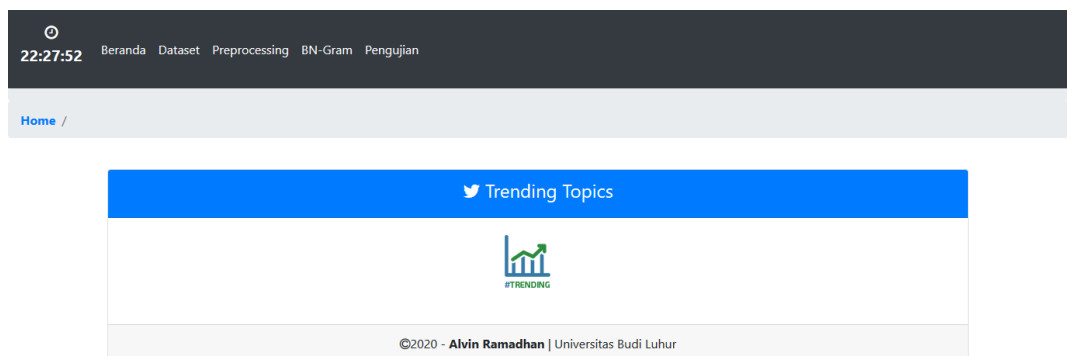 22:27:52 Beranda Dataset Preprocessing BN-Gram Pengujian
Home /
Trending Topics
#TRENDING
©2020 - Alvin Ramadhan | Universitas Budi Luhur